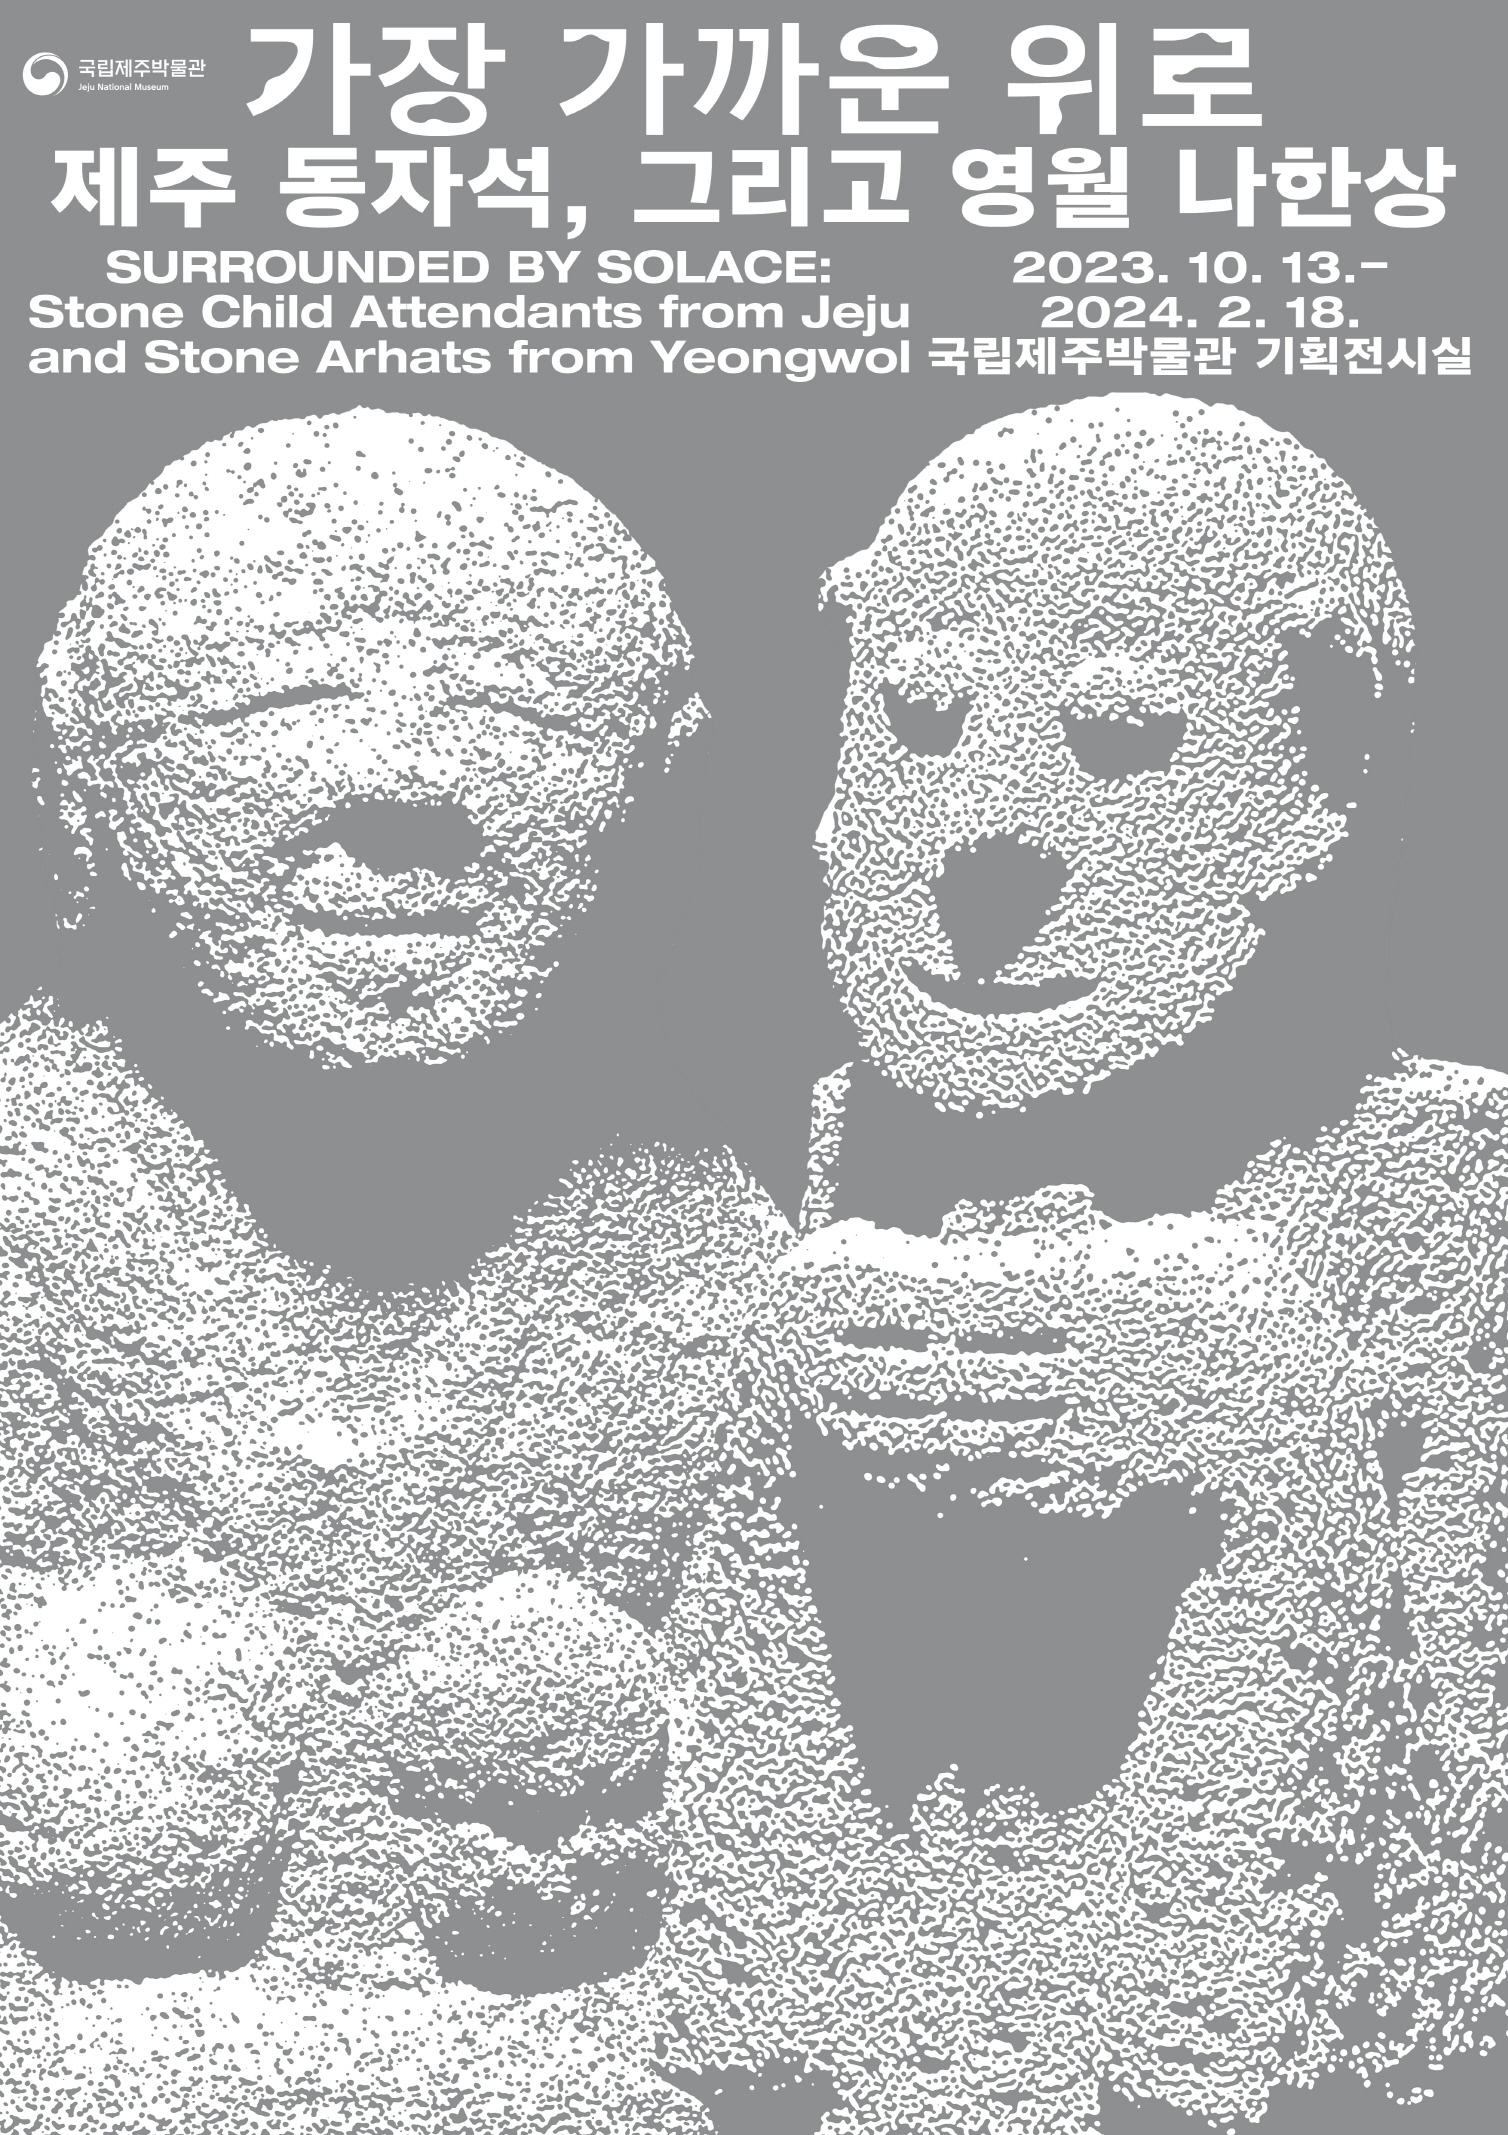 국립제주박물관
Jeju National Museum
가장 가까운 위로
제주 동자석, 그리고 영월 나한상
SURROUNDED BY SOLACE:
Stone Child Attendants from Jeju
and Stone Arhats from Yeongwol
2023. 10. 13.–
2024. 2. 18.
국립제주박물관 기획전시실